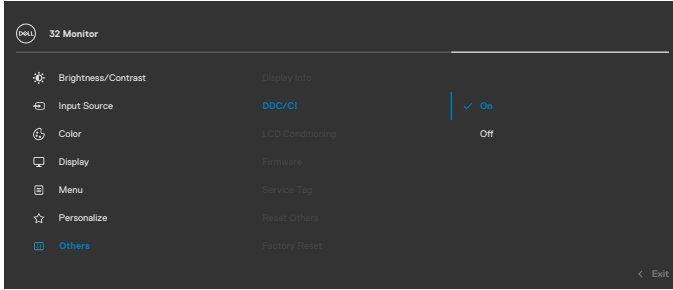 DELL
32 Monitor
Brightness/Contrast
Display Info
Input Source
DDC/CI
On
Color
LCD Conditioning
Off
Display
Firmware
Menu
Service Tag
Personalize
Reset Others
Others
Factory Reset
< Exit